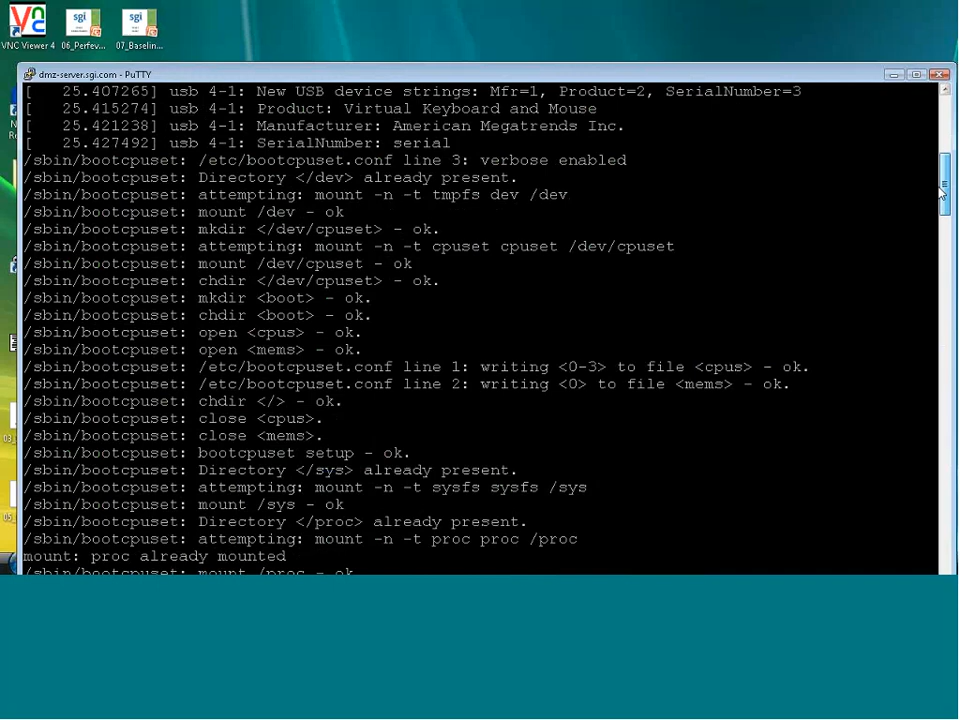 sgi
sgi
VNC Viewer 4
06_Perfev...
07_Baselin...
dmz-server.sgi.com - PuTTY
[   25.407265] usb 4-1: New USB device strings: Mfr=1, Product=2, SerialNumber=3
[   25.415274] usb 4-1: Product: Virtual Keyboard and Mouse
[   25.421238] usb 4-1: Manufacturer: American Megatrends Inc.
[   25.427492] usb 4-1: SerialNumber: serial
/sbin/bootcpuset: /etc/bootcpuset.conf line 3: verbose enabled
/sbin/bootcpuset: Directory </dev> already present.
/sbin/bootcpuset: attempting: mount -n -t tmpfs dev /dev
/sbin/bootcpuset: mount /dev - ok
/sbin/bootcpuset: mkdir </dev/cpuset> - ok.
/sbin/bootcpuset: attempting: mount -n -t cpuset cpuset /dev/cpuset
/sbin/bootcpuset: mount /dev/cpuset - ok
/sbin/bootcpuset: chdir </dev/cpuset> - ok.
/sbin/bootcpuset: mkdir <boot> - ok.
/sbin/bootcpuset: chdir <boot> - ok.
/sbin/bootcpuset: open <cpus> - ok.
/sbin/bootcpuset: open <mems> - ok.
/sbin/bootcpuset: /etc/bootcpuset.conf line 1: writing <0-3> to file <cpus> - ok.
/sbin/bootcpuset: /etc/bootcpuset.conf line 2: writing <0> to file <mems> - ok.
/sbin/bootcpuset: chdir </> - ok.
/sbin/bootcpuset: close <cpus>.
/sbin/bootcpuset: close <mems>.
/sbin/bootcpuset: bootcpuset setup - ok.
/sbin/bootcpuset: Directory </sys> already present.
/sbin/bootcpuset: attempting: mount -n -t sysfs sysfs /sys
/sbin/bootcpuset: mount /sys - ok
/sbin/bootcpuset: Directory </proc> already present.
/sbin/bootcpuset: attempting: mount -n -t proc proc /proc
mount: proc already mounted
/sbin/bootcpuset: mount /proc - ok